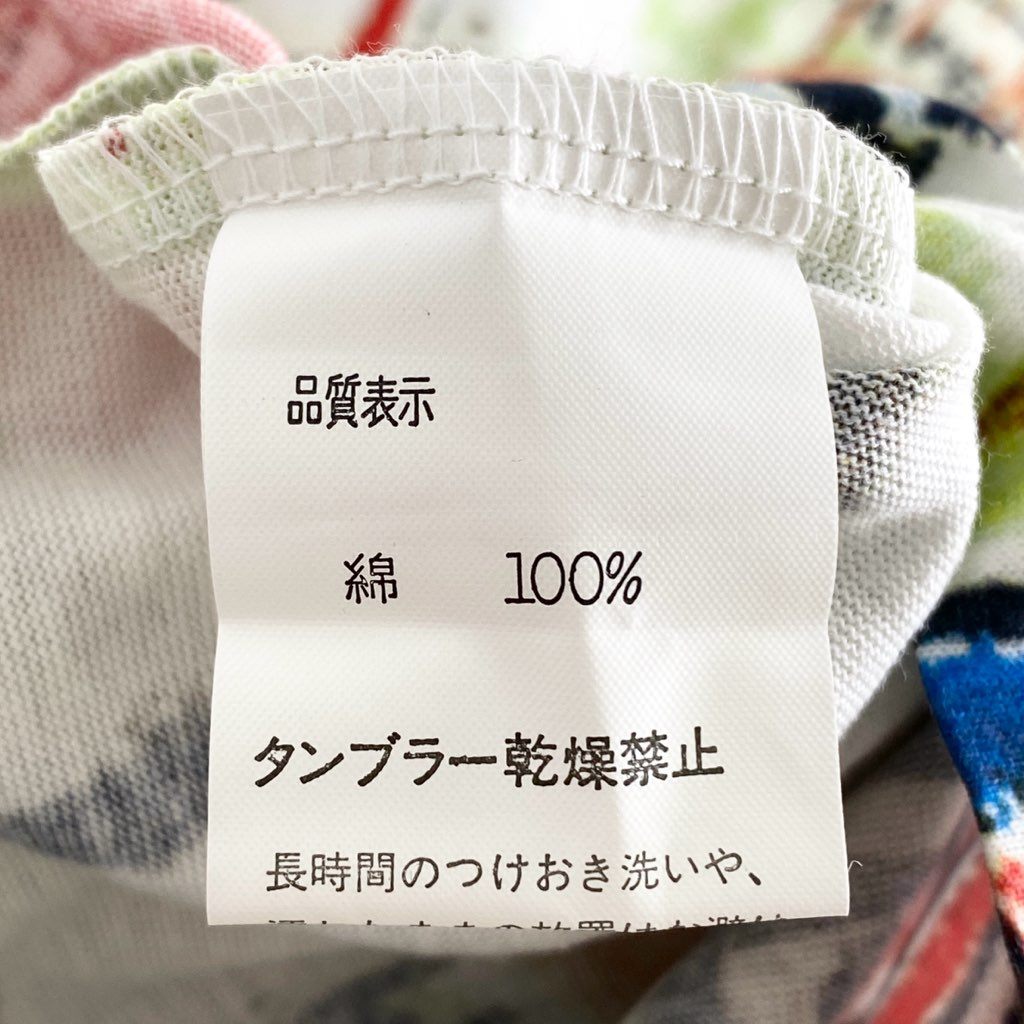 品質表示
綿 100%
タンブラー乾燥禁止
長時間のつけおき洗いや、